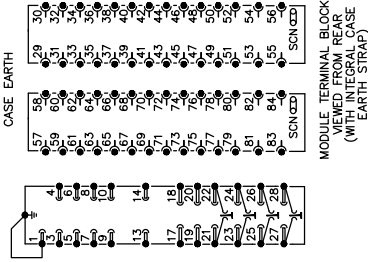 CASE EARTH
30 32 34 36 38 40 42 44 46 48 50 52 54 56
29 31 33 35 37 39 41 43 45 47 49 51 53 55
SCN
58 60 62 64 66 68 70 72 74 76 78 80 82 84
57 59 61 63 65 67 69 71 73 75 77 79 81 83
SCN
4 6 8 10 14 18 20 22 24 26 28
1 3 5 7 9 13 17 19 21 23 25 27
MODULE TERMINAL BLOCK
VIEWED FROM REAR
(WITH INTEGRAL CASE
EARTH STRAP)